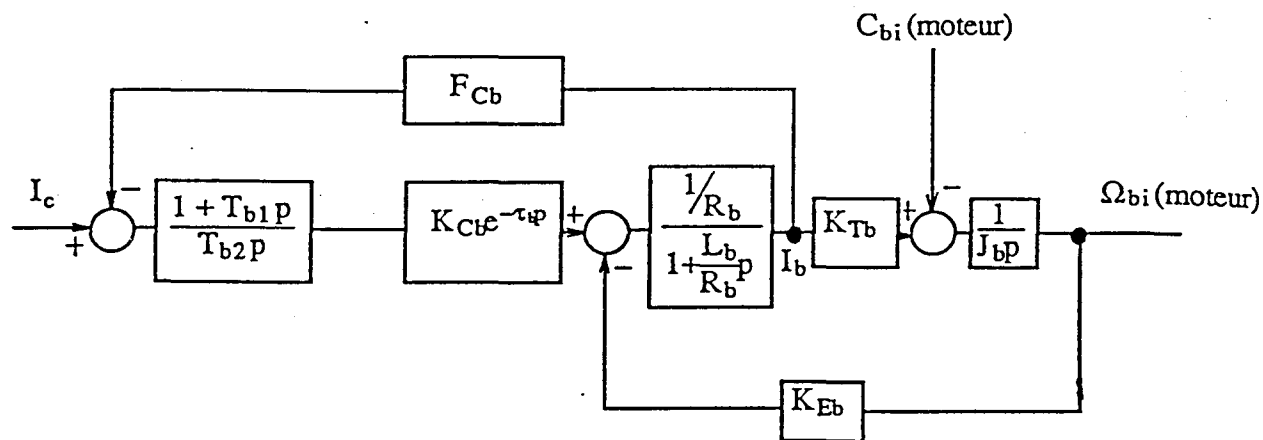 C_bi (moteur)
F_Cb
I_c
1 + T_b1 p
T_b2 p
K_Cb e^-τ_b p
1/R_b
1+ L_b/R_b p
I_b
K_Tb
1
J_b p
Ω_bi (moteur)
K_Eb
+
−
+
−
+
−